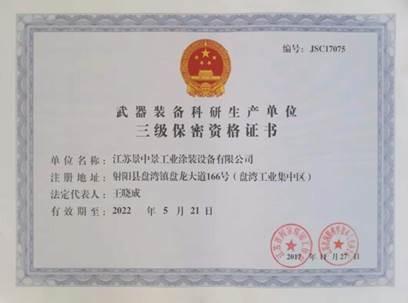 编号: JSC17075
武器装备科研生产单位
三级保密资格证书
单位名称: 江苏景中景工业涂装设备有限公司
注册地址: 射阳县盘湾镇盘龙大道166号 (盘湾工业集中区)
法定代表人: 王晓成
有效期至: 2022 年 5 月 21 日
2017 年 11 月 27 日